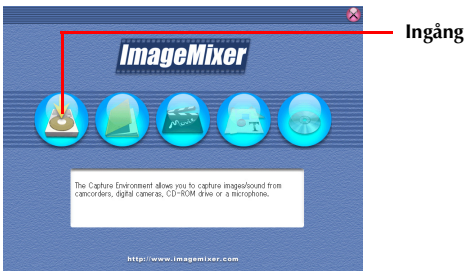 Ingång
ImageMixer
Movie
T
The Capture Environment allows you to capture images/sound from
camcorders, digital cameras, CD-ROM drive or a microphone.
http://www.imagemixer.com